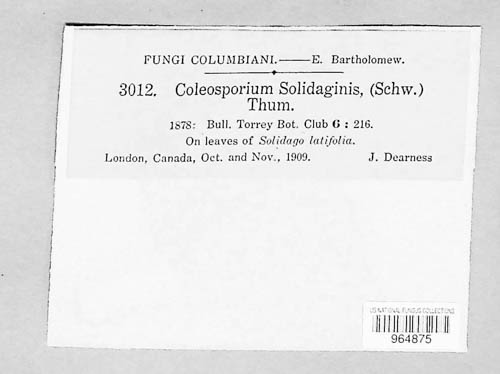 FUNGI COLUMBIANI.——E. Bartholomew.
3012. Coleosporium Solidaginis, (Schw.)
Thum.
1878: Bull. Torrey Bot. Club 6 : 216.
On leaves of Solidago latifolia.
London, Canada, Oct. and Nov., 1909. J. Dearness
US NATIONAL FUNGUS COLLECTIONS
964875